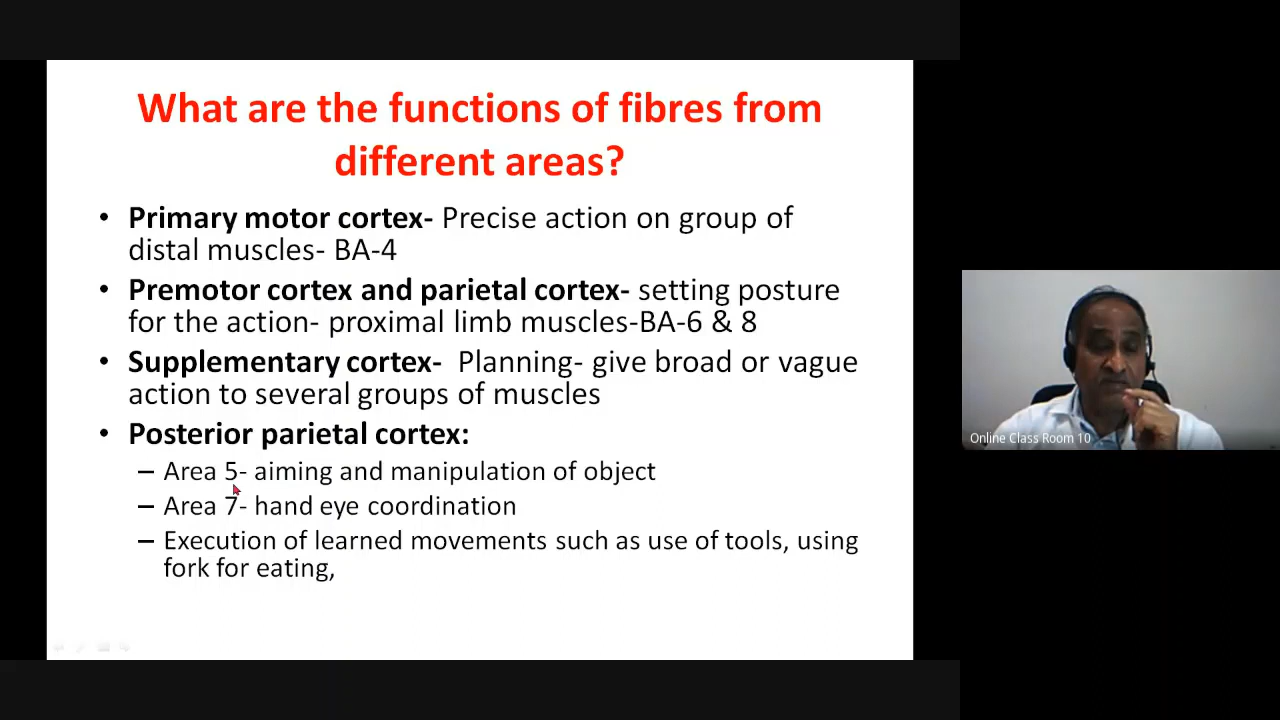 What are the functions of fibres from
different areas?
• Primary motor cortex- Precise action on group of
distal muscles- BA-4
• Premotor cortex and parietal cortex- setting posture
for the action- proximal limb muscles-BA-6 & 8
• Supplementary cortex- Planning- give broad or vague
action to several groups of muscles
• Posterior parietal cortex:
– Area 5- aiming and manipulation of object
– Area 7- hand eye coordination
– Execution of learned movements such as use of tools, using
fork for eating,
Online Class Room 10